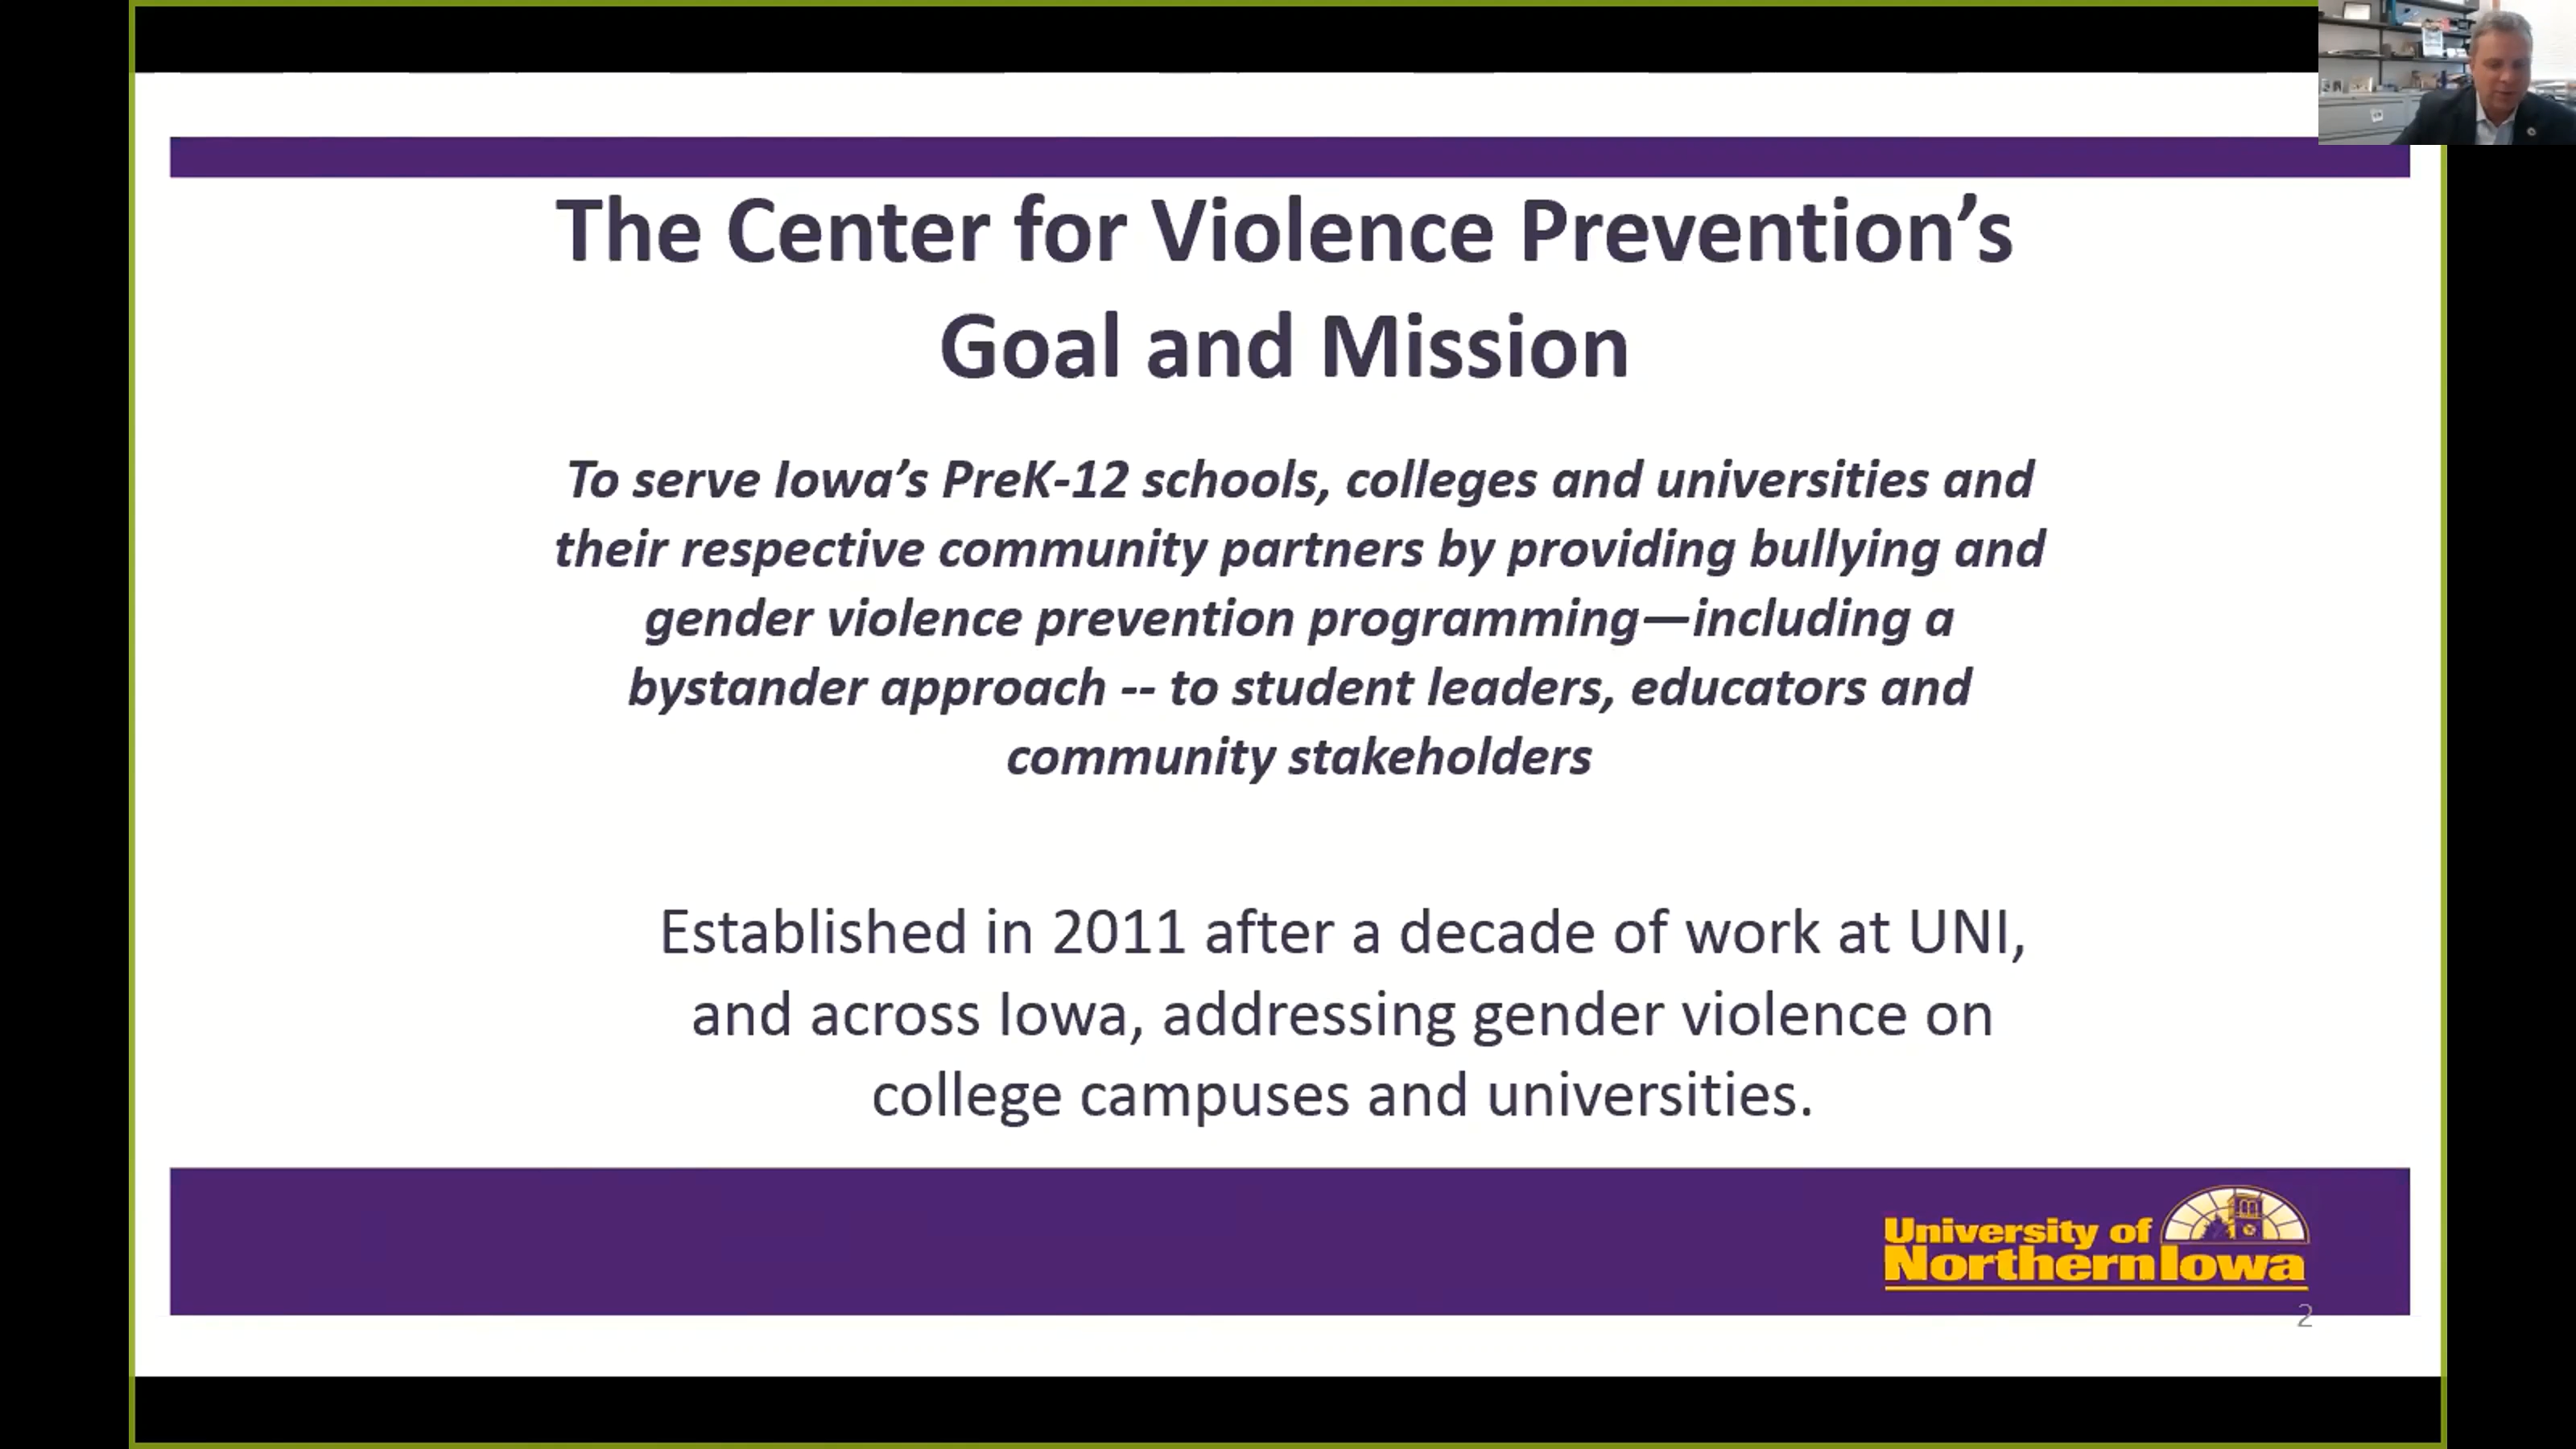 The Center for Violence Prevention’s
Goal and Mission
To serve Iowa’s PreK-12 schools, colleges and universities and
their respective community partners by providing bullying and
gender violence prevention programming—including a
bystander approach -- to student leaders, educators and
community stakeholders
Established in 2011 after a decade of work at UNI,
and across Iowa, addressing gender violence on
college campuses and universities.
University of
Northern Iowa
2